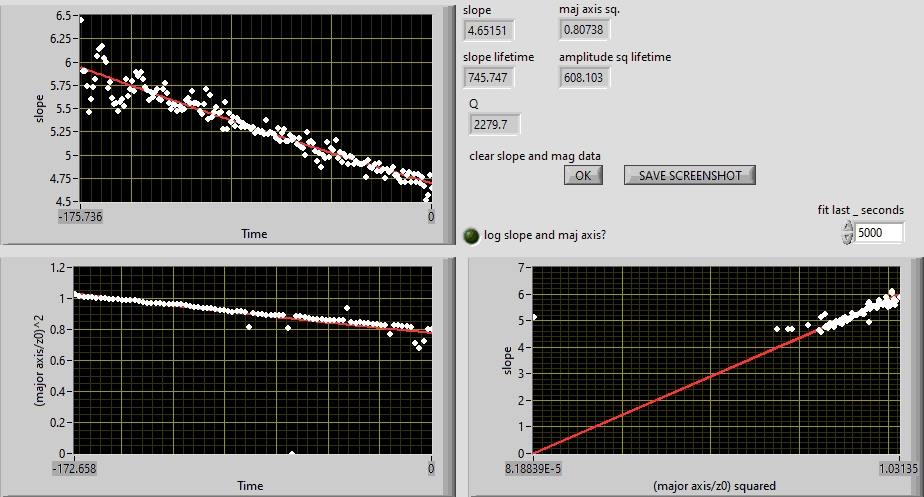 6.5
6.25
6
5.75
5.5
5.25
5
4.75
4.5
slope
-175.736
0
Time
slope
maj axis sq.
4.65151
0.80738
slope lifetime
amplitude sq lifetime
745.747
608.103
Q
2279.7
clear slope and mag data
OK
SAVE SCREENSHOT
fit last _ seconds
5000
log slope and maj axis?
1.2
1
0.8
0.6
0.4
0.2
0
(major axis/z0)^2
-172.658
0
Time
7
6
5
4
3
2
1
0
slope
8.18839E-5
1.03135
(major axis/z0) squared